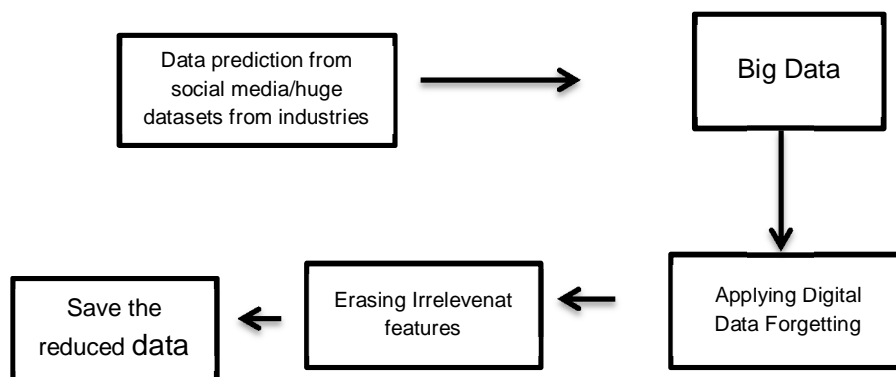 Data prediction from
social media/huge
datasets from industries
Big Data
Applying Digital
Data Forgetting
Erasing Irrelevenat
features
Save the
reduced data